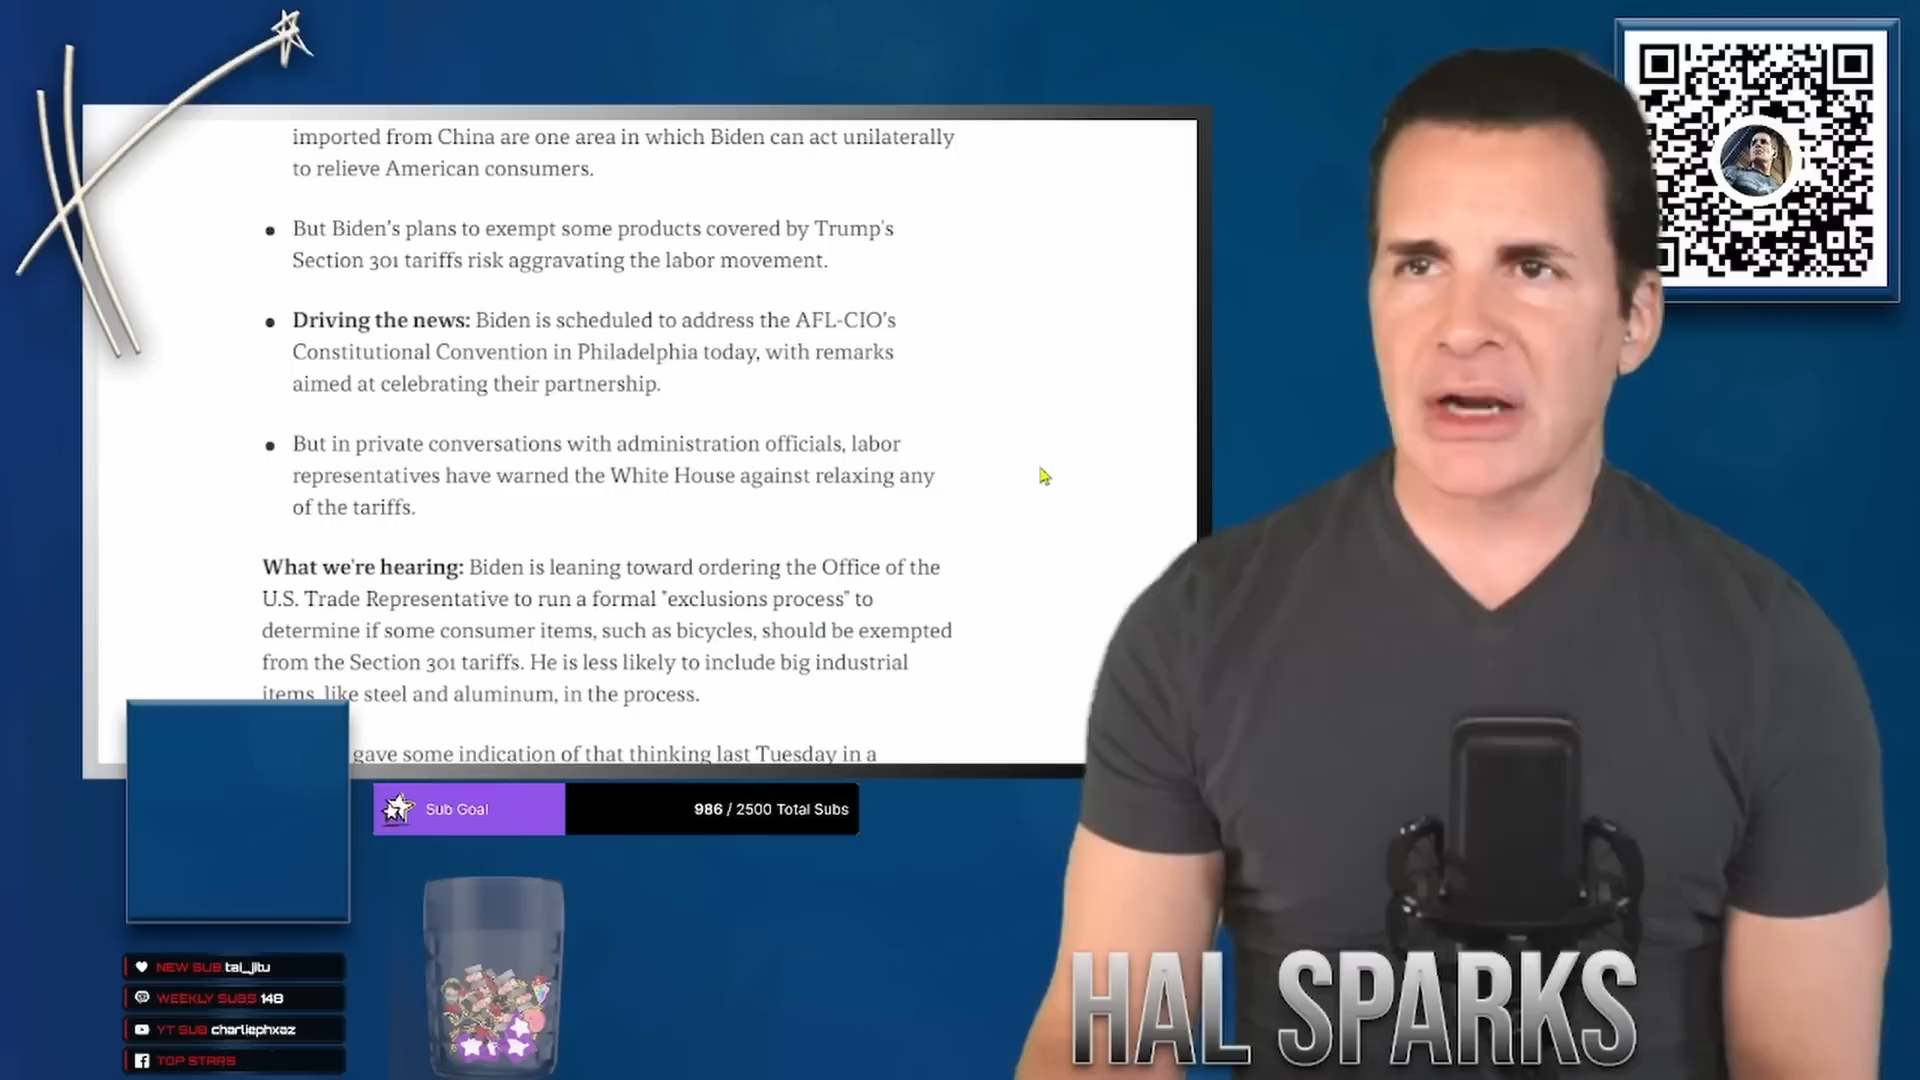 imported from China are one area in which Biden can act unilaterally
to relieve American consumers.
But Biden's plans to exempt some products covered by Trump's
Section 301 tariffs risk aggravating the labor movement.
Driving the news: Biden is scheduled to address the AFL-CIO's
Constitutional Convention in Philadelphia today, with remarks
aimed at celebrating their partnership.
But in private conversations with administration officials, labor
representatives have warned the White House against relaxing any
of the tariffs.
What we're hearing: Biden is leaning toward ordering the Office of the
U.S. Trade Representative to run a formal "exclusions process" to
determine if some consumer items, such as bicycles, should be exempted
from the Section 301 tariffs. He is less likely to include big industrial
items, like steel and aluminum, in the process.
gave some indication of that thinking last Tuesday in a
Sub Goal
986 / 2500 Total Subs
NEW SUB tai_jitu
WEEKLY SUBS 148
YT SUB charliephxaz
TOP STARS
HAL SPARKS